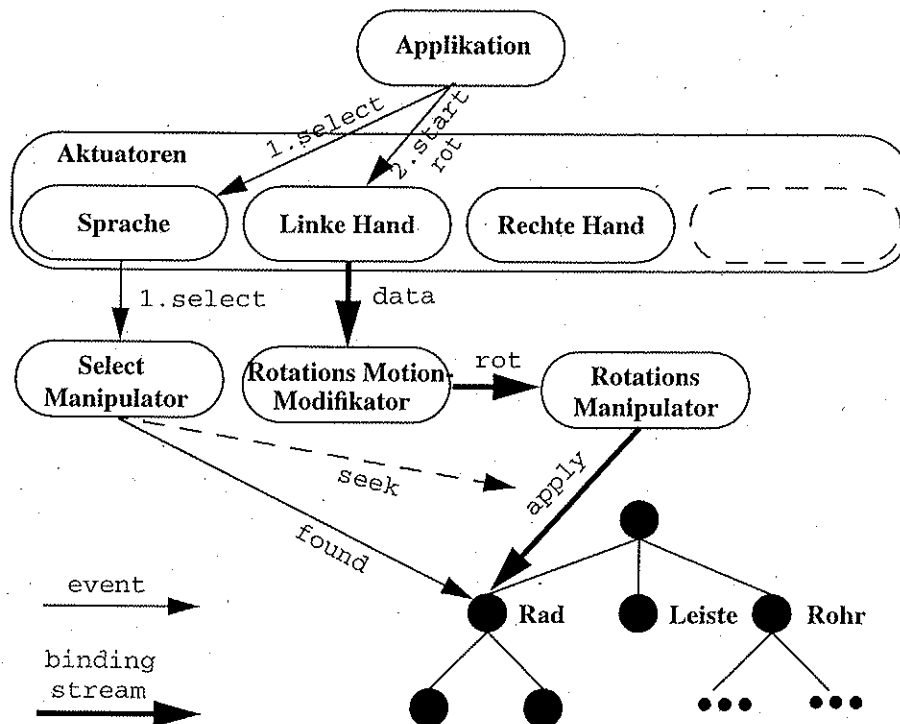 Applikation
1.select
2.start
rot
Aktuatoren
Sprache
Linke Hand
Rechte Hand
1.select
data
Select
Manipulator
Rotations Motion-
Modifikator
rot
Rotations
Manipulator
seek
apply
found
event
Rad
Leiste
Rohr
binding
stream